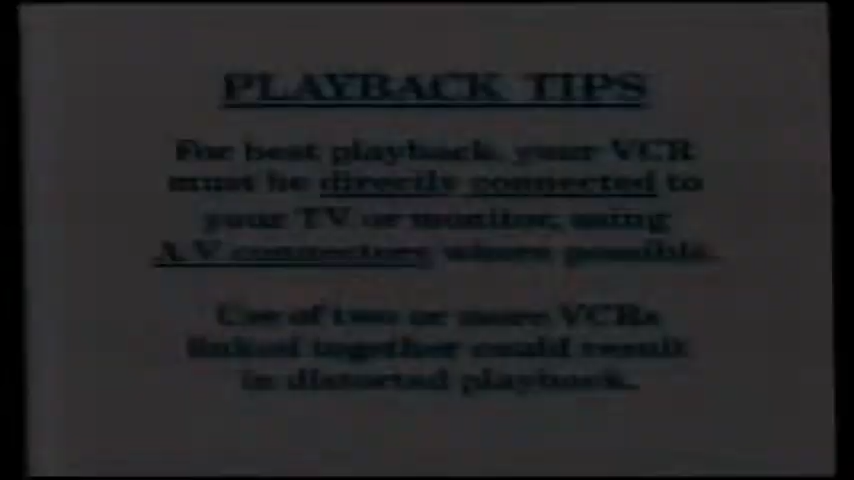 PLAYBACK TIPS
For best playback, your VCR
must be directly connected to
your TV or monitor, using
A.V connectors where possible.
Use of two or more VCRs
linked together could result
in distorted playback.